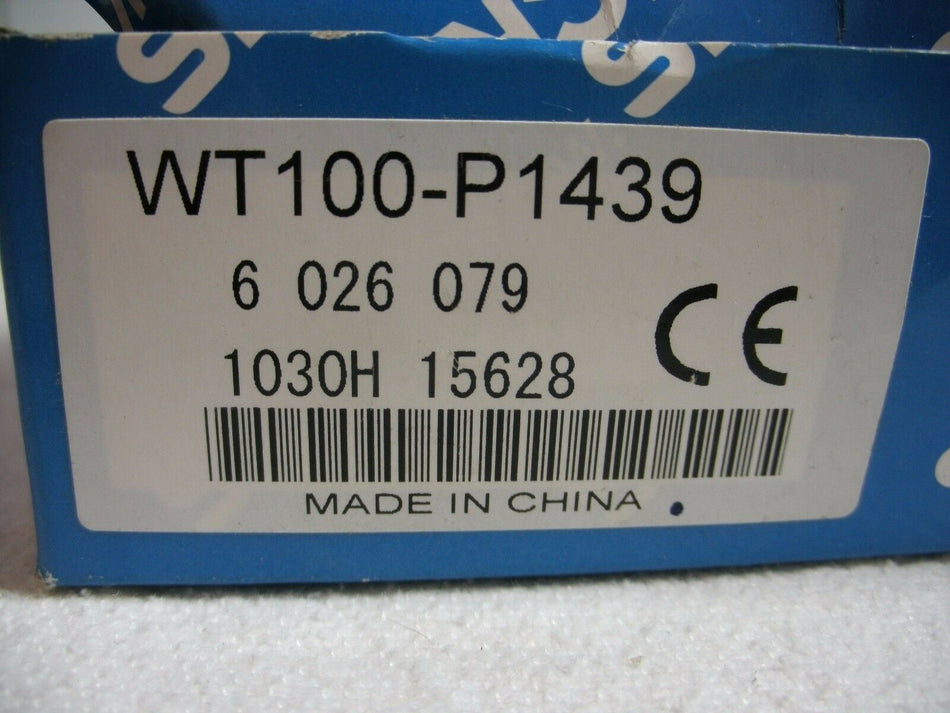 WT100-P1439
6 026 079
1030H 15628
CE
MADE IN CHINA